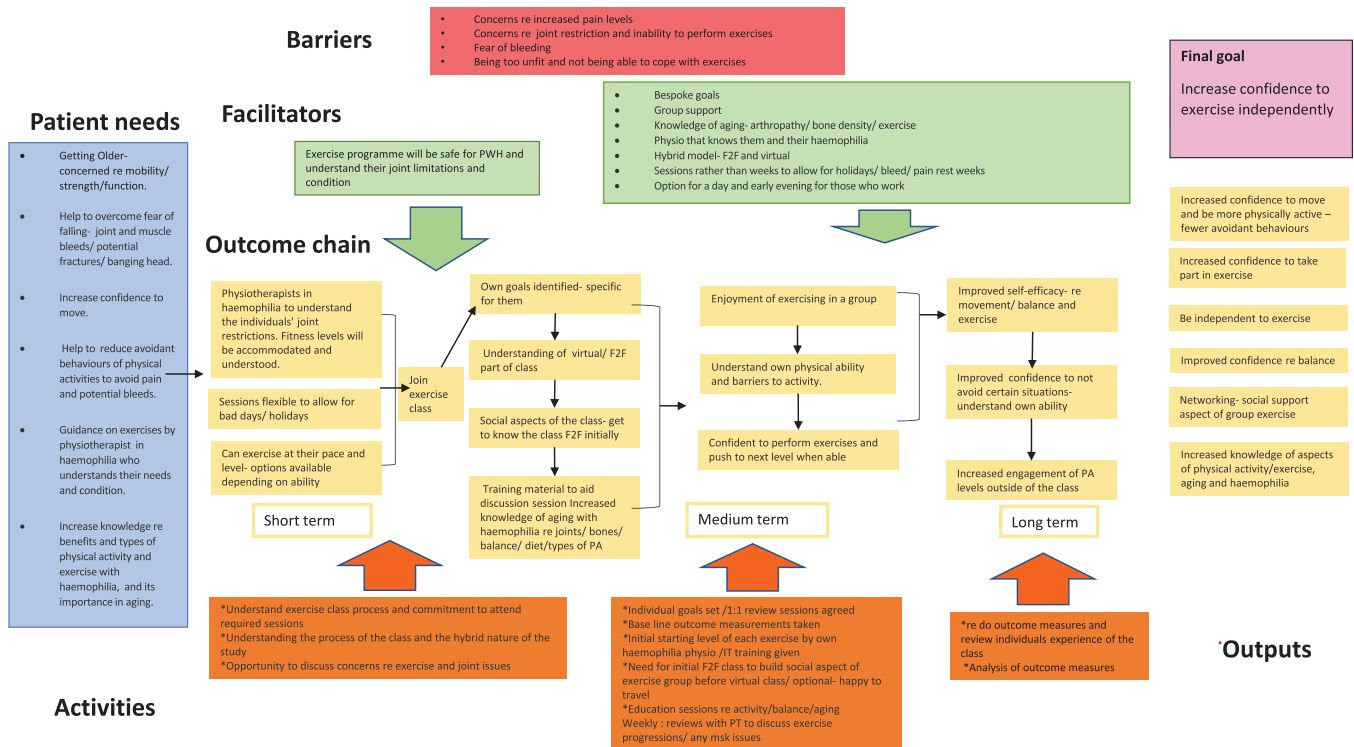 Barriers
• Concerns re increased pain levels
• Concerns re joint restriction and inability to perform exercises
• Fear of bleeding
• Being too unfit and not being able to cope with exercises
Final goal
Increase confidence to
exercise independently
Facilitators
Exercise programme will be safe for PWH and
understand their joint limitations and
condition
• Bespoke goals
• Group support
• Knowledge of aging- arthropathy/ bone density/ exercise
• Physio that knows them and their haemophilia
• Hybrid model- F2F and virtual
• Sessions rather than weeks to allow for holidays/ bleed/ pain rest weeks
• Option for a day and early evening for those who work
Patient needs
• Getting Older-
concerned re mobility/
strength/function.
• Help to overcome fear of
falling- joint and muscle
bleeds/ potential
fractures/ banging head.
• Increase confidence to
move.
• Help to reduce avoidant
behaviours of physical
activities to avoid pain
and potential bleeds.
• Guidance on exercises by
physiotherapist in
haemophilia who
understands their needs
and condition.
• Increase knowledge re
benefits and types of
physical activity and
exercise with
haemophilia, and its
importance in aging.
Outcome chain
Physiotherapists in
haemophilia to understand
the individuals' joint
restrictions. Fitness levels will
be accommodated and
understood.
Sessions flexible to allow for
bad days/ holidays
Can exercise at their pace and
level- options available
depending on ability
Join
exercise
class
Own goals identified- specific
for them
Understanding of virtual/ F2F
part of class
Social aspects of the class- get
to know the class F2F initially
Training material to aid
discussion session Increased
knowledge of aging with
haemophilia re joints/ bones/
balance/ diet/types of PA
Enjoyment of exercising in a group
Understand own physical ability
and barriers to activity.
Confident to perform exercises and
push to next level when able
Improved self-efficacy- re
movement/ balance and
exercise
Improved confidence to not
avoid certain situations-
understand own ability
Increased engagement of PA
levels outside of the class
Increased confidence to move
and be more physically active –
fewer avoidant behaviours
Increased confidence to take
part in exercise
Be independent to exercise
Improved confidence re balance
Networking- social support
aspect of group exercise
Increased knowledge of aspects
of physical activity/exercise,
aging and haemophilia
Short term
Medium term
Long term
*Understand exercise class process and commitment to attend
required sessions
*Understanding the process of the class and the hybrid nature of the
study
*Opportunity to discuss concerns re exercise and joint issues
*Individual goals set /1:1 review sessions agreed
*Base line outcome measurements taken
*Initial starting level of each exercise by own
haemophilia physio /IT training given
*Need for initial F2F class to build social aspect of
exercise group before virtual class/ optional- happy to
travel
*Education sessions re activity/balance/aging
Weekly : reviews with PT to discuss exercise
progressions/ any msk issues
*re do outcome measures and
review individuals experience of the
class
*Analysis of outcome measures
Outputs
Activities